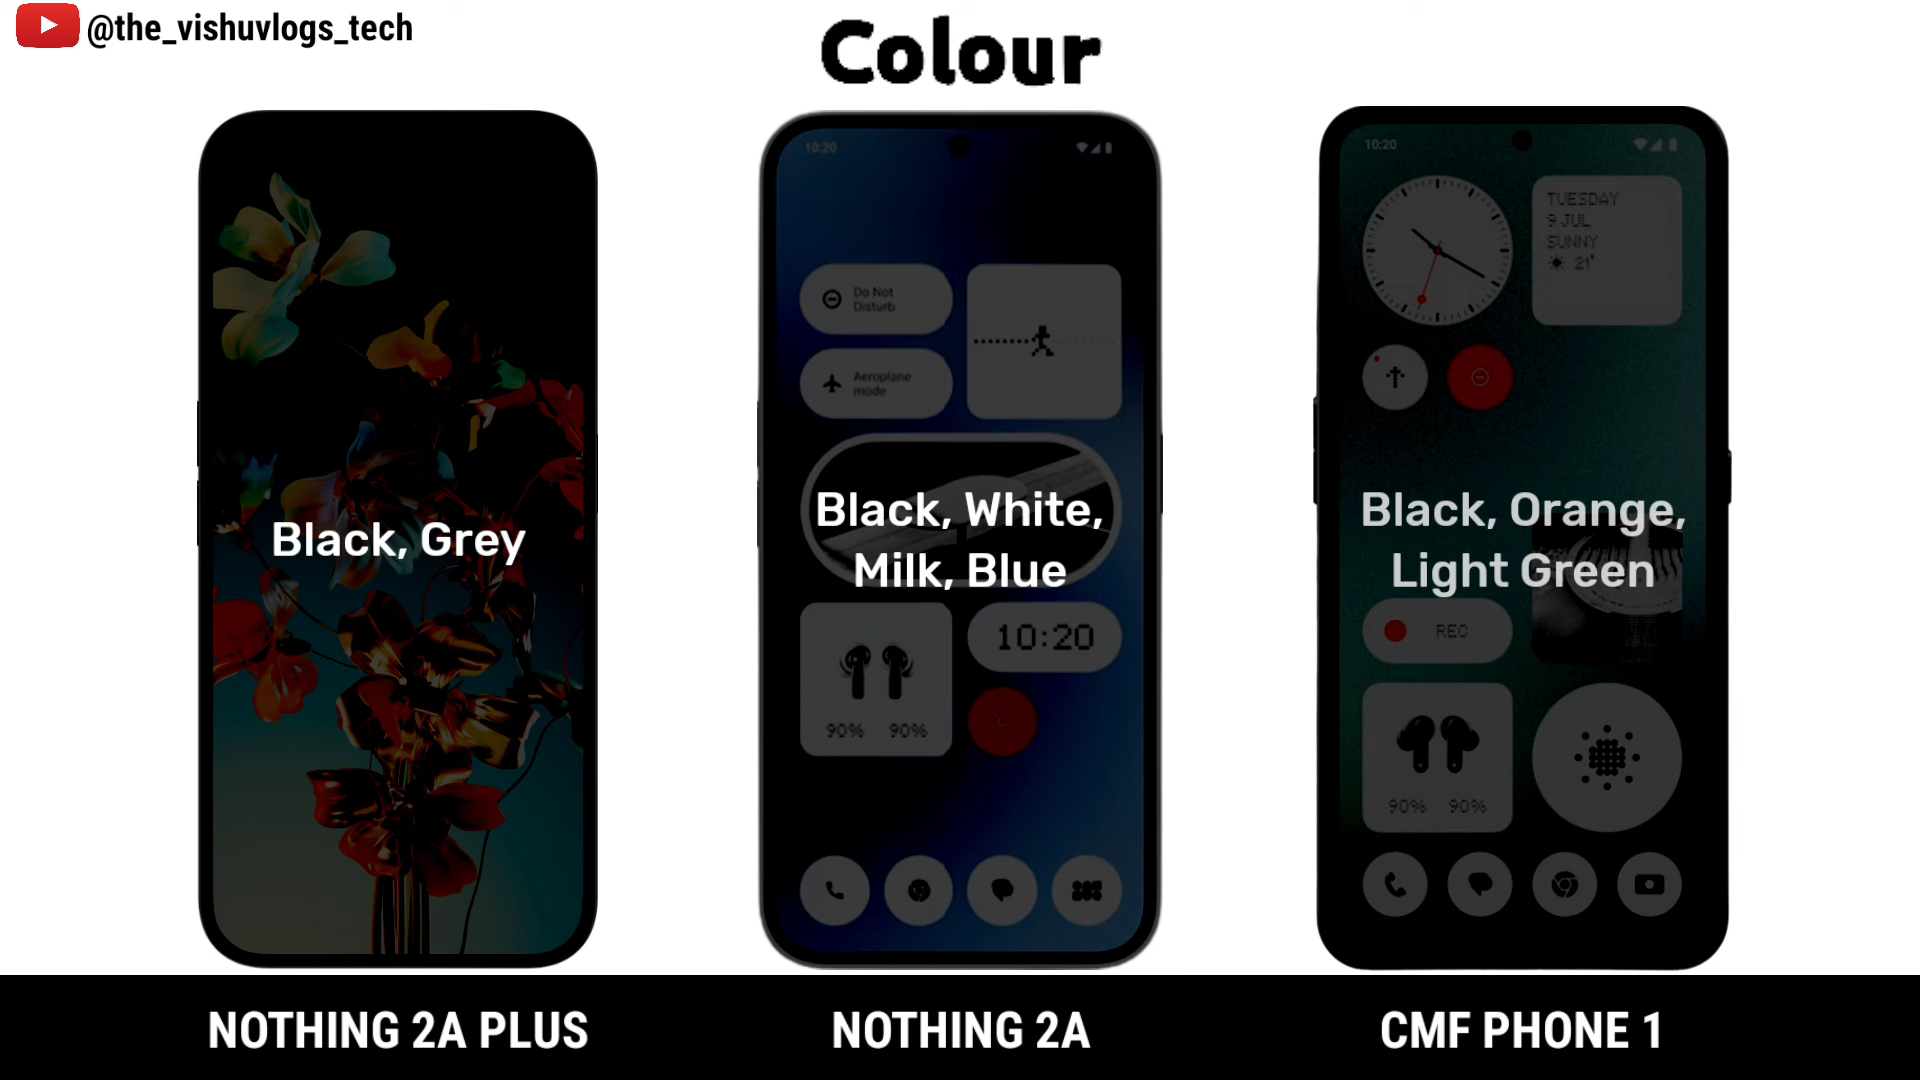 @the_vishuvlogs_tech
Colour
10:20
Do Not
Disturb
Aeroplane
mode
Black, Grey
Black, White,
Milk, Blue
10:20
90% 90%
10:20
TUESDAY
9 JUL
SUNNY
21°
Black, Orange,
Light Green
REC
90% 90%
NOTHING 2A PLUS
NOTHING 2A
CMF PHONE 1